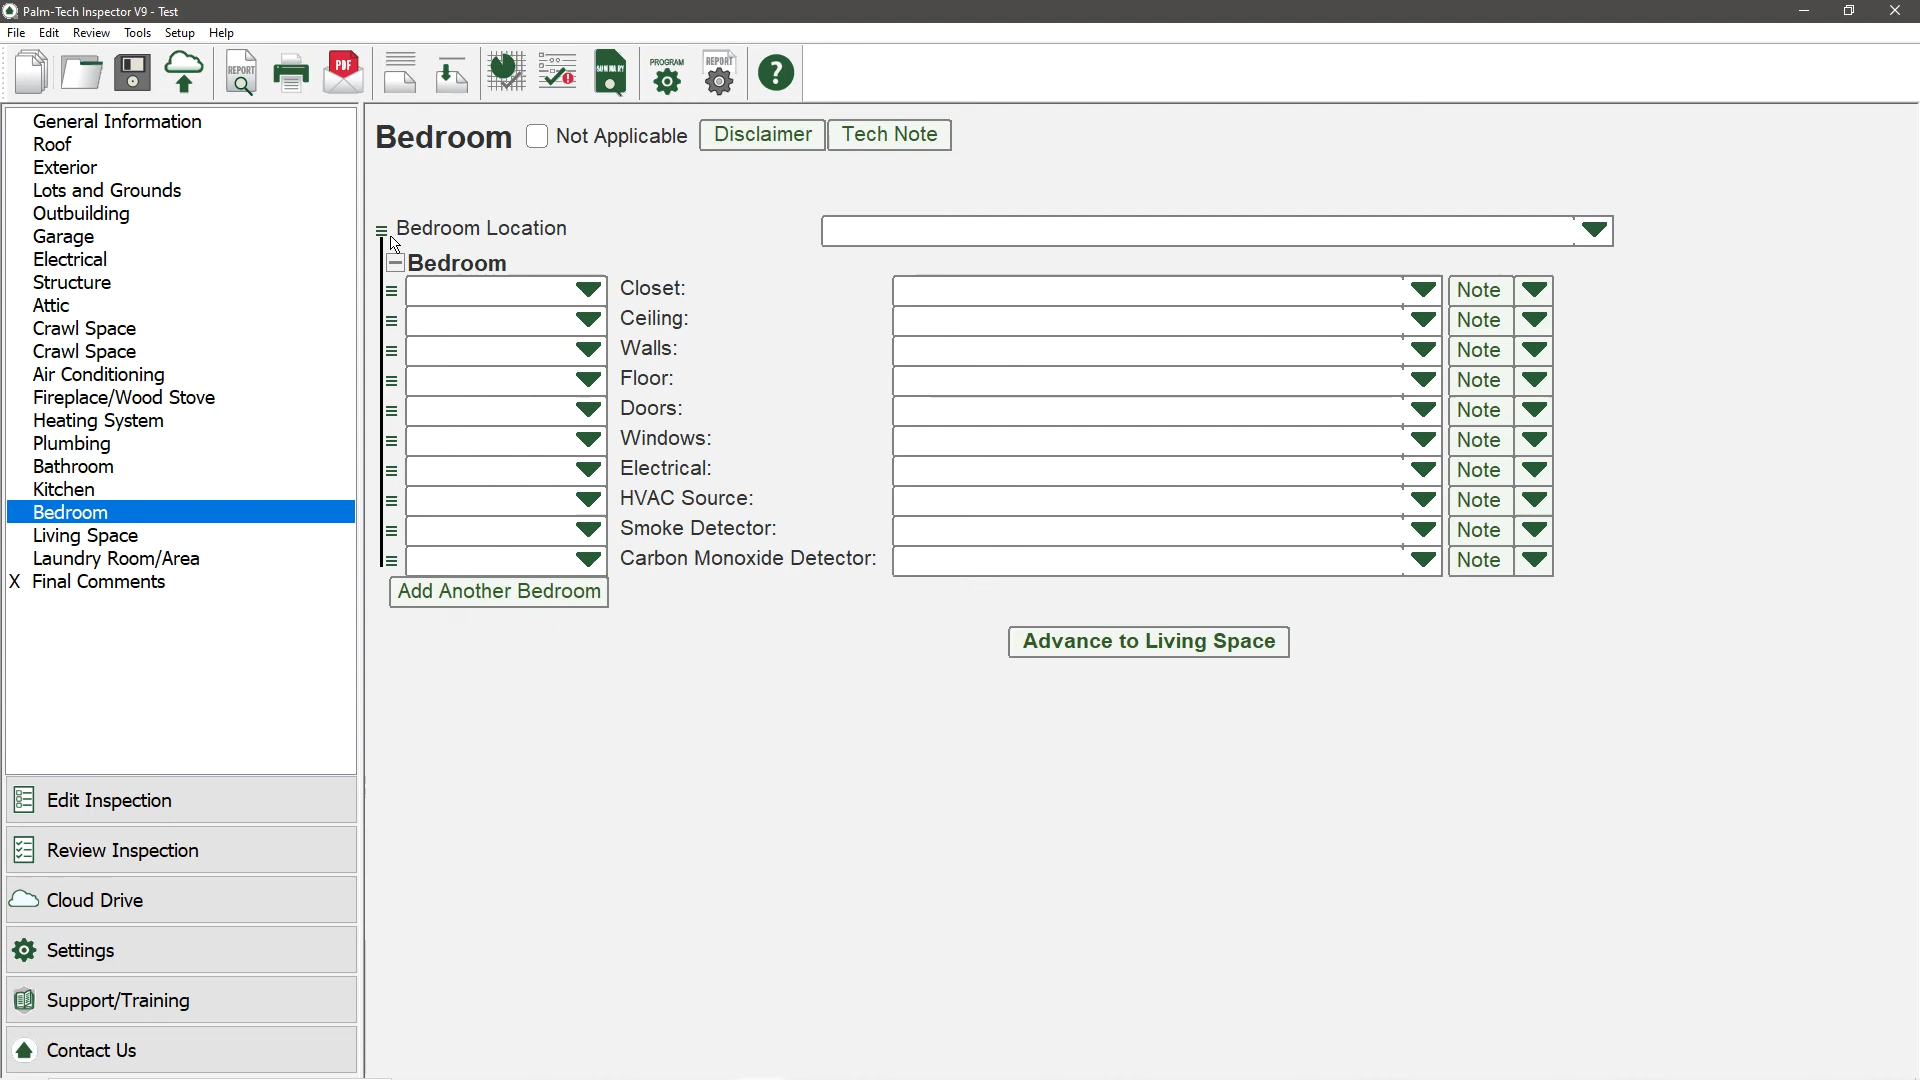 Palm-Tech Inspector V9 - Test
File Edit Review Tools Setup Help
REPORT PDF SUMMARY PROGRAM REPORT ?
General Information
Roof
Exterior
Lots and Grounds
Outbuilding
Garage
Electrical
Structure
Attic
Crawl Space
Crawl Space
Air Conditioning
Fireplace/Wood Stove
Heating System
Plumbing
Bathroom
Kitchen
Bedroom
Living Space
Laundry Room/Area
X Final Comments
Edit Inspection
Review Inspection
Cloud Drive
Settings
Support/Training
Contact Us
Bedroom Not Applicable Disclaimer Tech Note
Bedroom Location
Bedroom
Closet: Note
Ceiling: Note
Walls: Note
Floor: Note
Doors: Note
Windows: Note
Electrical: Note
HVAC Source: Note
Smoke Detector: Note
Carbon Monoxide Detector: Note
Add Another Bedroom
Advance to Living Space